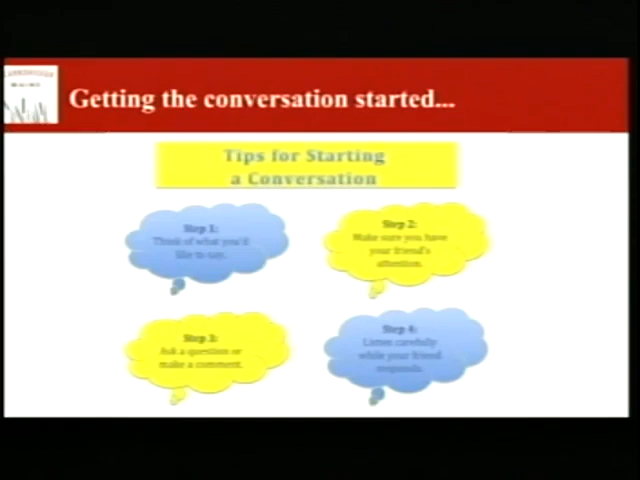 Getting the conversation started...
Tips for Starting
a Conversation
Step 1:
Think of what you'd
like to say.
Step 2:
Make sure you have
your friend's
attention.
Step 3:
Ask a question or
make a comment.
Step 4:
Listen carefully
while your friend
responds.